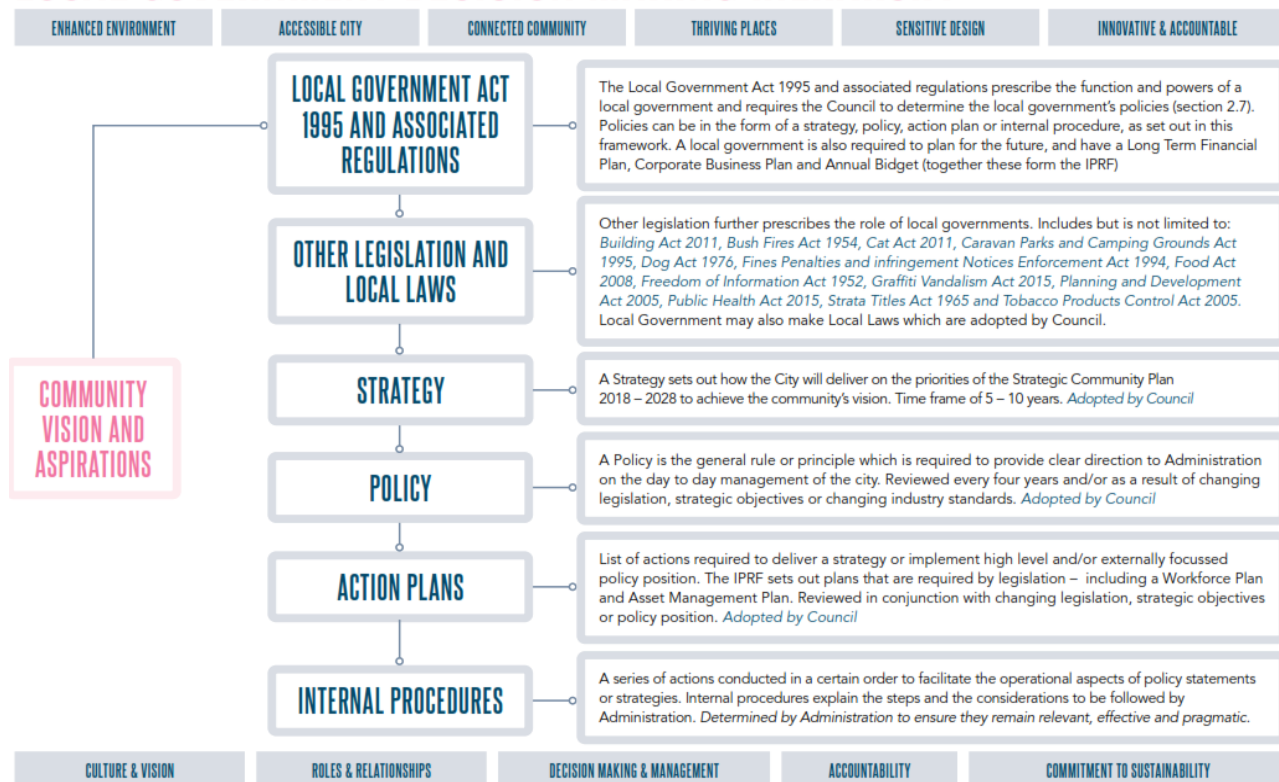 ENHANCED ENVIRONMENT
ACCESSIBLE CITY
CONNECTED COMMUNITY
THRIVING PLACES
SENSITIVE DESIGN
INNOVATIVE & ACCOUNTABLE
LOCAL GOVERNMENT ACT
1995 AND ASSOCIATED
REGULATIONS
The Local Government Act 1995 and associated regulations prescribe the function and powers of a
local government and requires the Council to determine the local government's policies (section 2.7).
Policies can be in the form of a strategy, policy, action plan or internal procedure, as set out in this
framework. A local government is also required to plan for the future, and have a Long Term Financial
Plan, Corporate Business Plan and Annual Budget (together these form the IPRF)
OTHER LEGISLATION AND
LOCAL LAWS
Other legislation further prescribes the role of local governments. Includes but is not limited to:
Building Act 2011, Bush Fires Act 1954, Cat Act 2011, Caravan Parks and Camping Grounds Act
1995, Dog Act 1976, Fines Penalties and infringement Notices Enforcement Act 1994, Food Act
2008, Freedom of Information Act 1952, Graffiti Vandalism Act 2015, Planning and Development
Act 2005, Public Health Act 2015, Strata Titles Act 1965 and Tobacco Products Control Act 2005.
Local Government may also make Local Laws which are adopted by Council.
COMMUNITY
VISION AND
ASPIRATIONS
STRATEGY
A Strategy sets out how the City will deliver on the priorities of the Strategic Community Plan
2018 – 2028 to achieve the community's vision. Time frame of 5 – 10 years. Adopted by Council
POLICY
A Policy is the general rule or principle which is required to provide clear direction to Administration
on the day to day management of the city. Reviewed every four years and/or as a result of changing
legislation, strategic objectives or changing industry standards. Adopted by Council
ACTION PLANS
List of actions required to deliver a strategy or implement high level and/or externally focussed
policy position. The IPRF sets out plans that are required by legislation – including a Workforce Plan
and Asset Management Plan. Reviewed in conjunction with changing legislation, strategic objectives
or policy position. Adopted by Council
INTERNAL PROCEDURES
A series of actions conducted in a certain order to facilitate the operational aspects of policy statements
or strategies. Internal procedures explain the steps and the considerations to be followed by
Administration. Determined by Administration to ensure they remain relevant, effective and pragmatic.
CULTURE & VISION
ROLES & RELATIONSHIPS
DECISION MAKING & MANAGEMENT
ACCOUNTABILITY
COMMITMENT TO SUSTAINABILITY